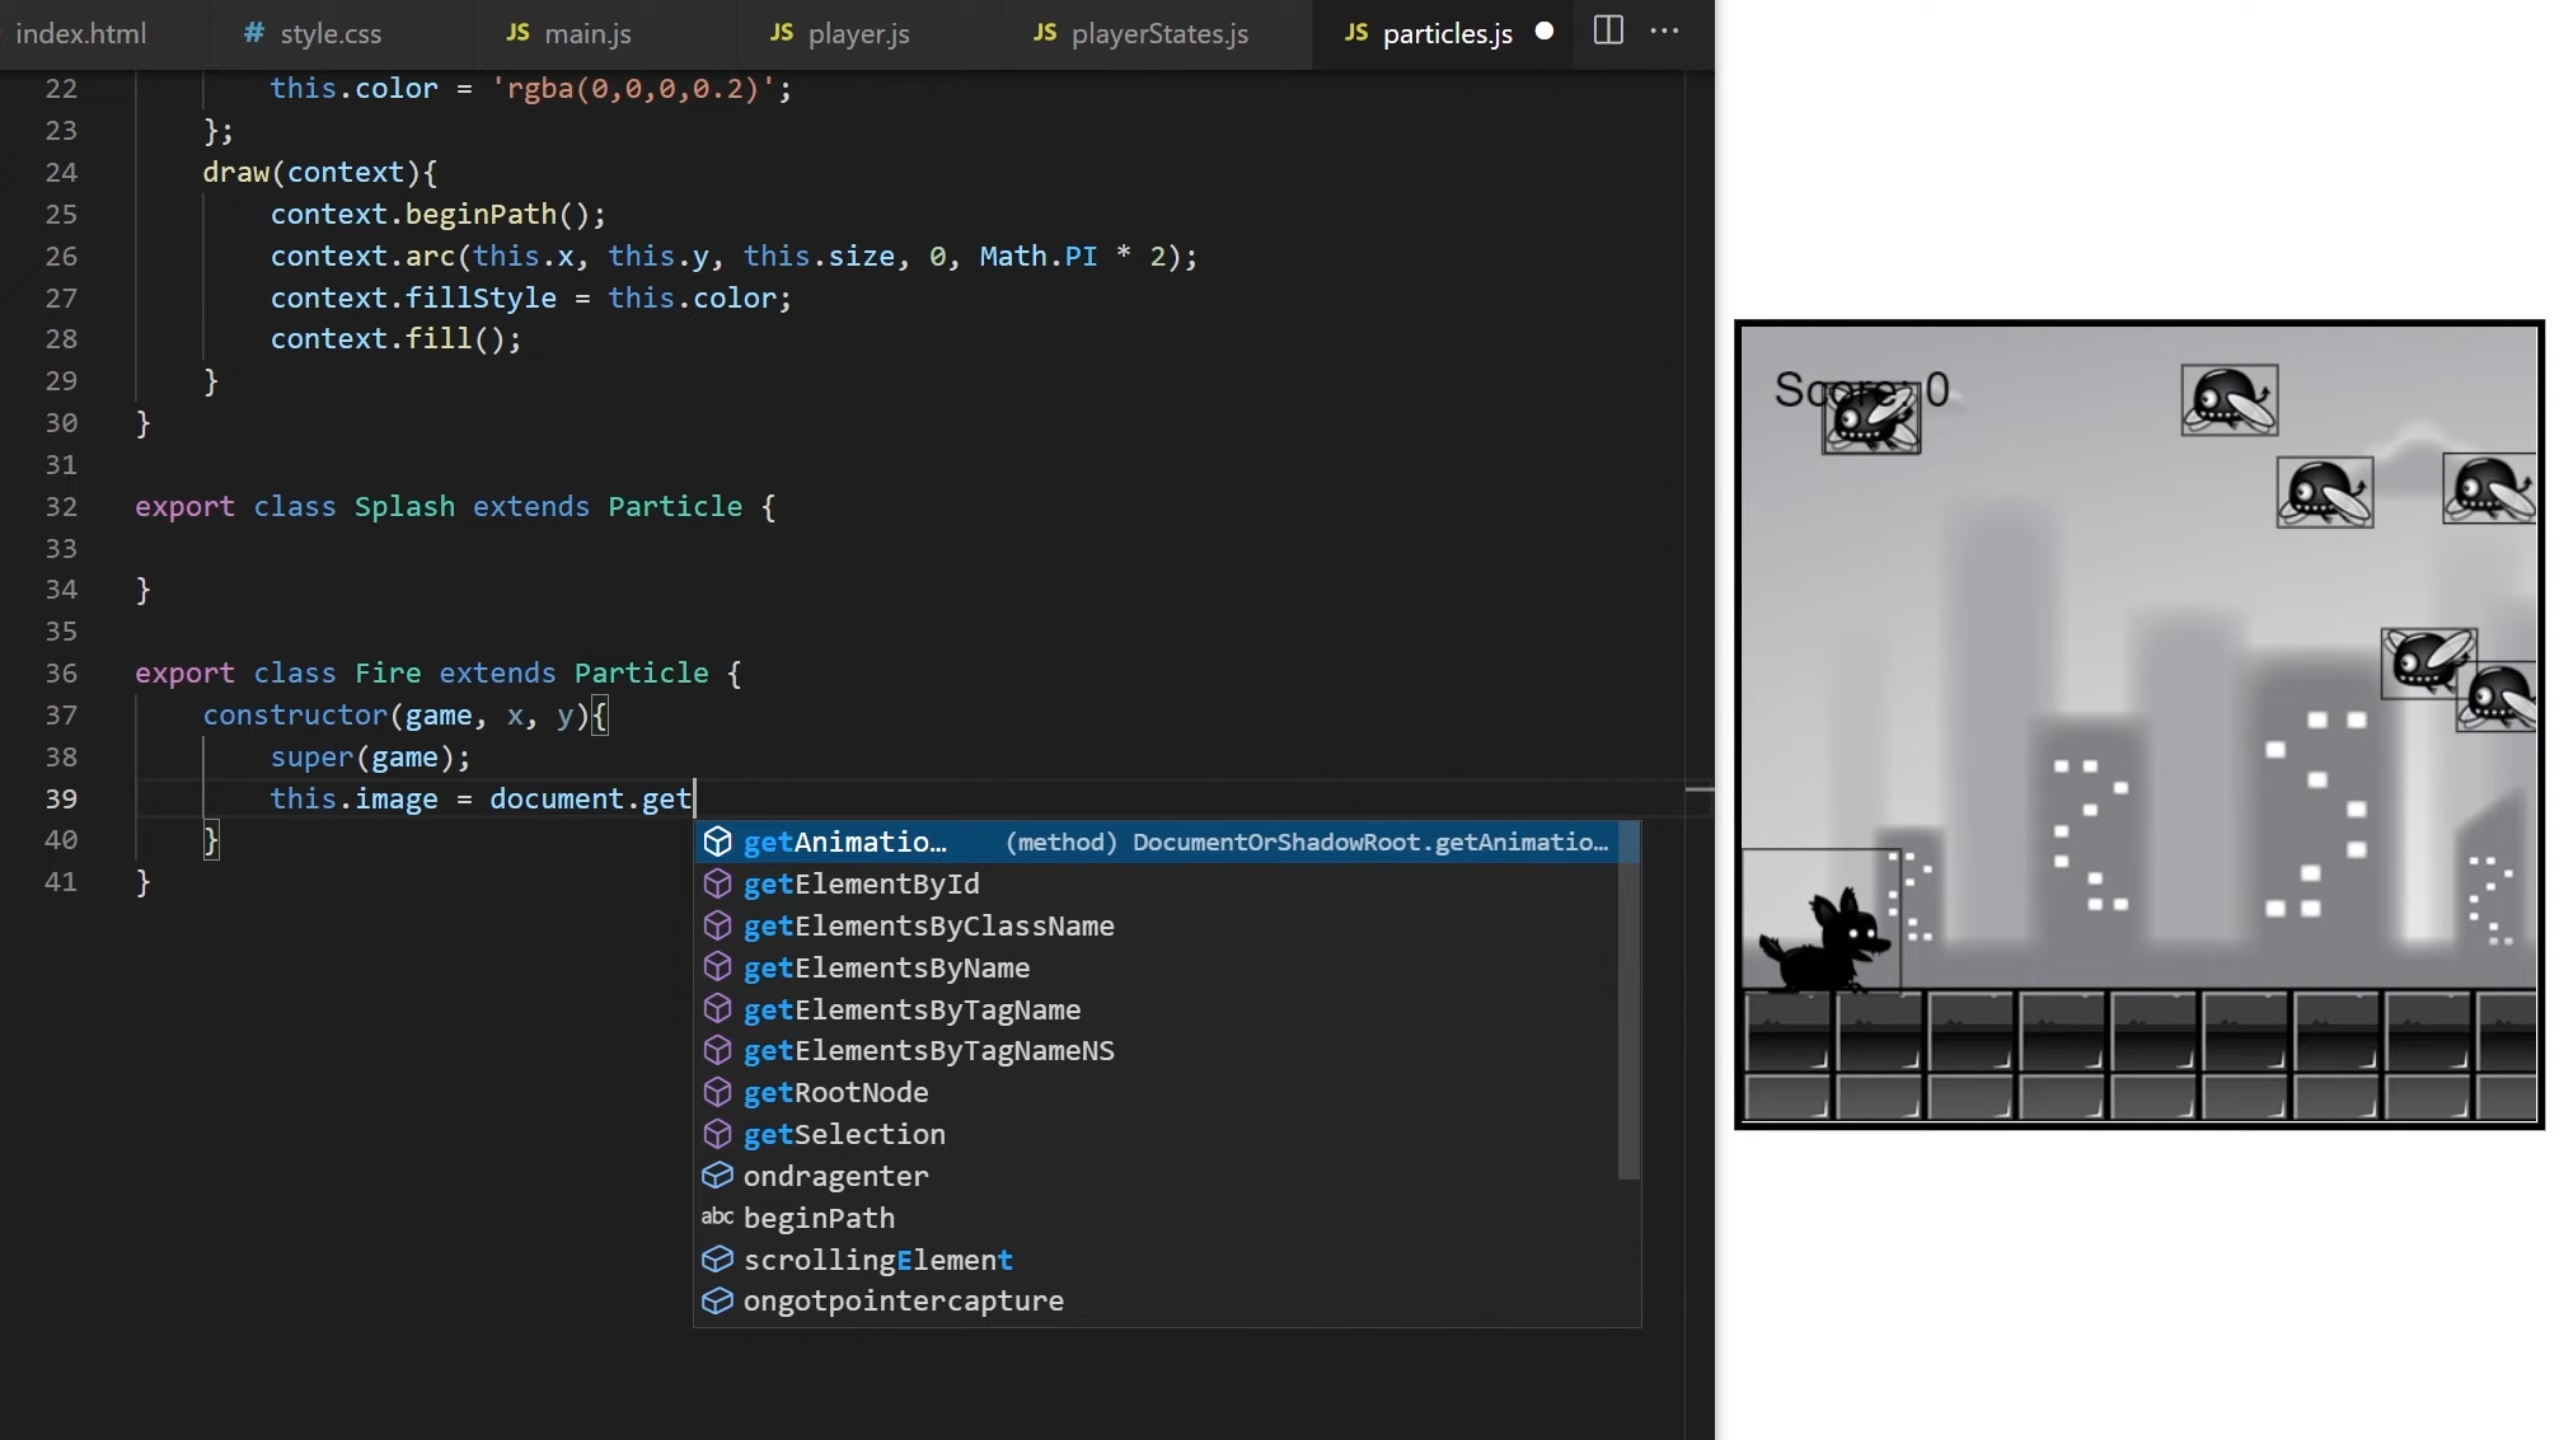 index.html # style.css JS main.js JS player.js JS playerStates.js JS particles.js
22 this.color = 'rgba(0,0,0,0.2)';
23 };
24 draw(context){
25 context.beginPath();
26 context.arc(this.x, this.y, this.size, 0, Math.PI * 2);
27 context.fillStyle = this.color;
28 context.fill();
29 }
30 }
31
32 export class Splash extends Particle {
33
34 }
35
36 export class Fire extends Particle {
37 constructor(game, x, y){
38 super(game);
39 this.image = document.get
40 }
41 }
getAnimatio… (method) DocumentOrShadowRoot.getAnimatio…
getElementById
getElementsByClassName
getElementsByName
getElementsByTagName
getElementsByTagNameNS
getRootNode
getSelection
ondragenter
abc beginPath
scrollingElement
ongotpointercapture
Score: 0